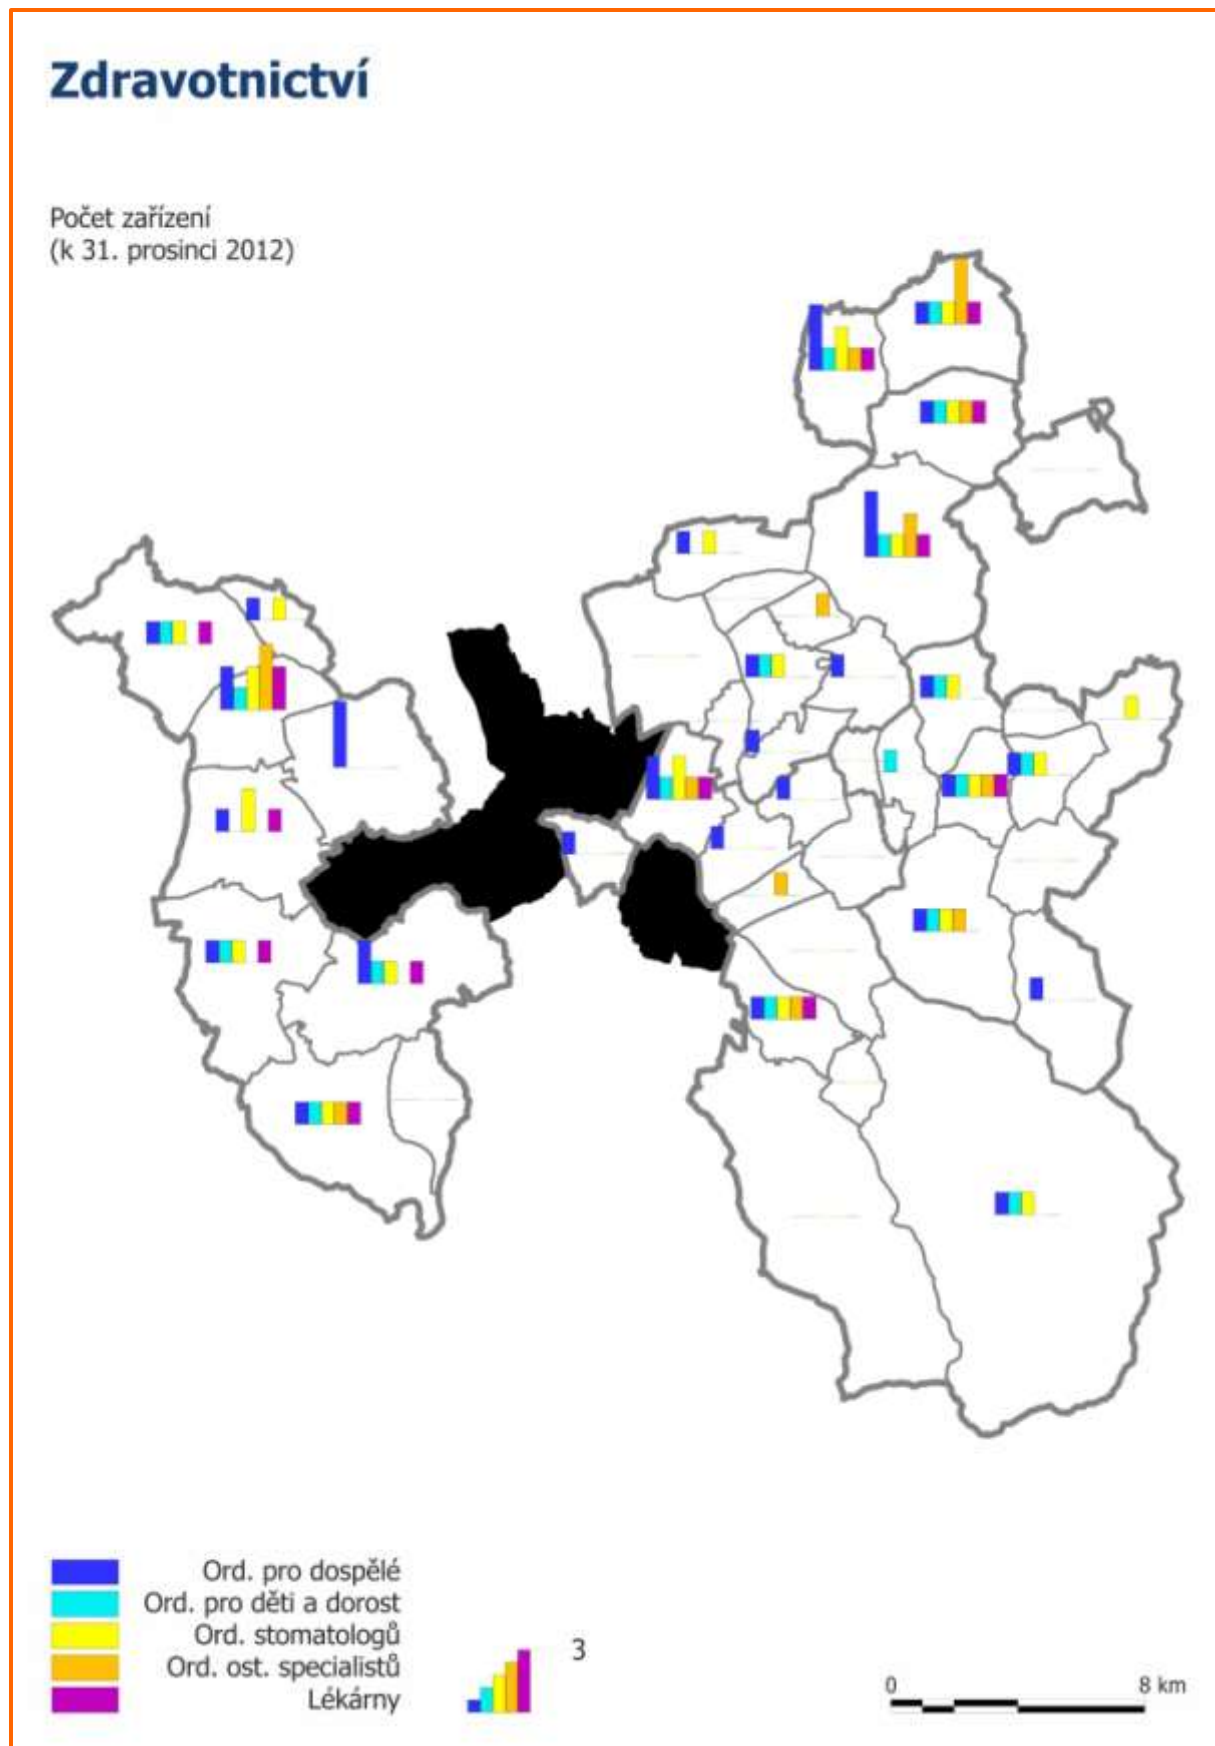 Zdravotnictví
Počet zařízení
(k 31. prosinci 2012)
Ord. pro dospělé
Ord. pro děti a dorost
Ord. stomatologů
Ord. ost. specialistů
Lékárny
3
0 8 km